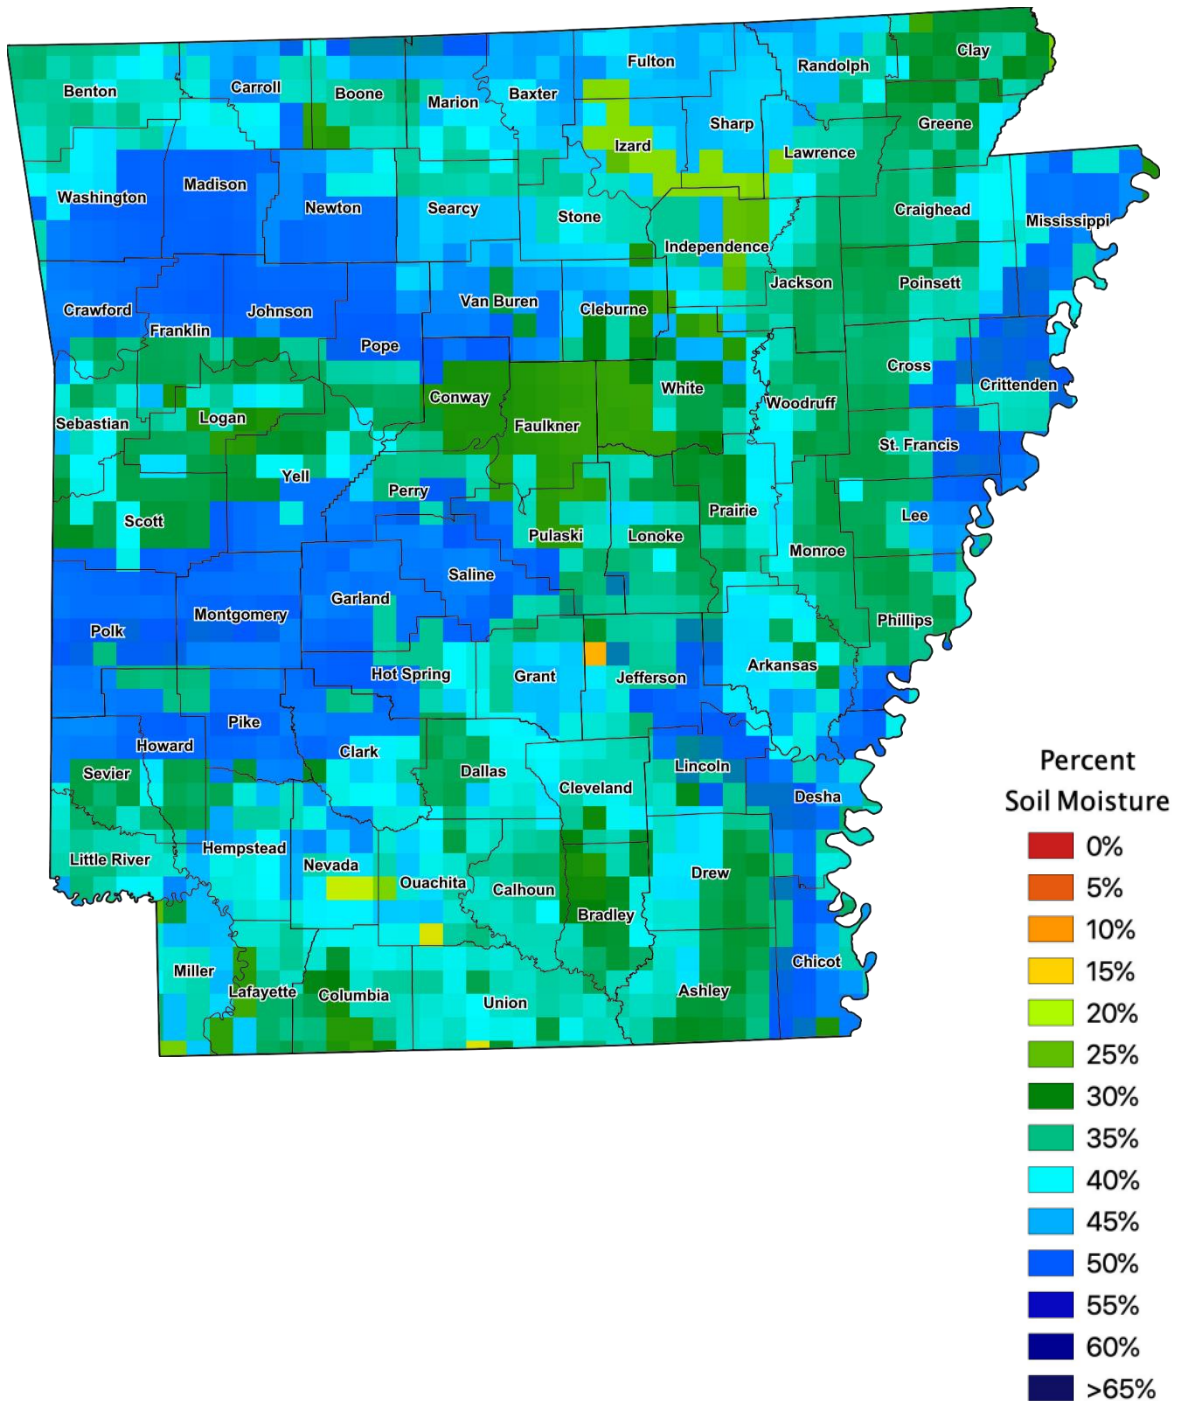 Clay
Fulton
Randolph
Carroll
Benton
Boone
Baxter
Marion
Sharp
Greene
Izard
Lawrence
Madison
Washington
Newton
Searcy
Craighead
Stone
Mississippi
Independence
Jackson
Poinsett
Van Buren
Crawford
Johnson
Cleburne
Franklin
Pope
Cross
Crittenden
White
Conway
Woodruff
Logan
Sebastian
Faulkner
St. Francis
Yell
Perry
Prairie
Lee
Scott
Pulaski
Lonoke
Monroe
Saline
Garland
Montgomery
Phillips
Polk
Arkansas
Hot Spring
Grant
Jefferson
Pike
Howard
Clark
Percent
Soil Moisture
Lincoln
Sevier
Dallas
Cleveland
Desha
Hempstead
0%
Little River
Nevada
Drew
Ouachita
Calhoun
5%
Bradley
10%
Chicot
Miller
15%
Lafayette
Columbia
Ashley
Union
20%
25%
30%
35%
40%
45%
50%
55%
60%
>65%